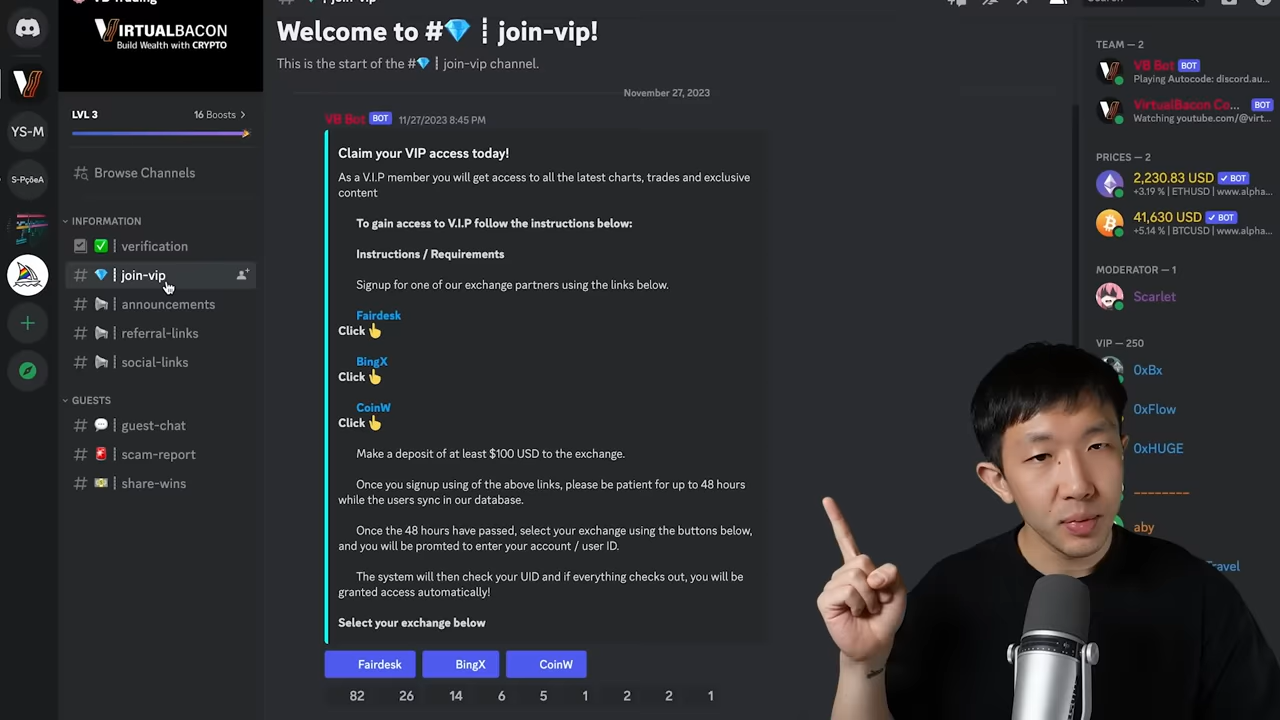 VIRTUALBACON
Build Wealth with CRYPTO
LVL 3
16 Boosts
Browse Channels
INFORMATION
verification
join-vip
announcements
referral-links
social-links
GUESTS
guest-chat
scam-report
share-wins
YS-M
S-PçõeA
Welcome to #💎┆join-vip!
This is the start of the #💎┆join-vip channel.
November 27, 2023
VB Bot BOT 11/27/2023 8:45 PM
Claim your VIP access today!
As a V.I.P member you will get access to all the latest charts, trades and exclusive
content
To gain access to V.I.P follow the instructions below:
Instructions / Requirements
Signup for one of our exchange partners using the links below.
Fairdesk
Click👆
BingX
Click👆
CoinW
Click👆
Make a deposit of at least $100 USD to the exchange.
Once you signup using of the above links, please be patient for up to 48 hours
while the users sync in our database.
Once the 48 hours have passed, select your exchange using the buttons below,
and you will be promted to enter your account / user ID.
The system will then check your UID and if everything checks out, you will be
granted access automatically!
Select your exchange below
Fairdesk BingX CoinW
82 26 14 6 5 1 2 2 1
TEAM — 2
VB Bot BOT
Playing Autocode: discord.au...
VirtualBacon Co... BOT
Watching youtube.com/@virt...
PRICES — 2
2,230.83 USD ✓ BOT
+3.19 % | ETHUSD | www.alpha...
41,630 USD ✓ BOT
+5.14 % | BTCUSD | www.alpha...
MODERATOR — 1
Scarlet
VIP — 250
0xBx
0xFlow
0xHUGE
--------
aby